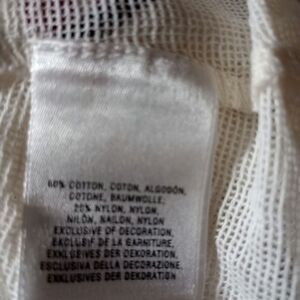 60% COTTON, COTON, ALGODÓN,
COTONE, BAUMWOLLE,
NYLON, NYLON,
NILÓN, NAILON, NYLON
EXCLUSIVE OF DECORATION,
EXCLUSIF DE LA GARNITURE,
EXKLUSIVES DER DEKORATION,
ESCLUSIVA DELLA DECORAZIONE,
EXKLUSIVES DER DEKORATION